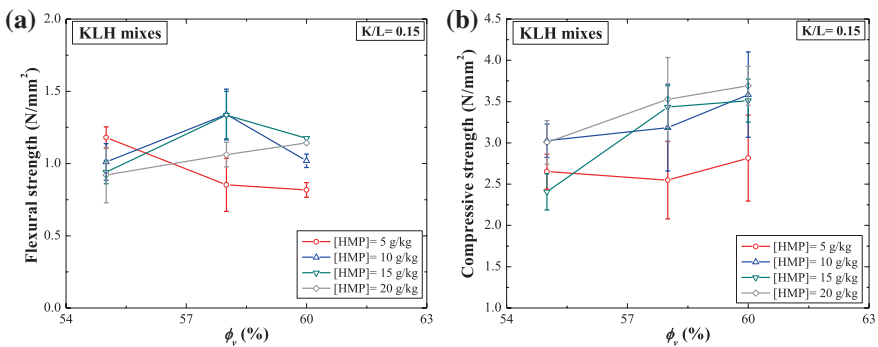 (a)
KLH mixes
K/L= 0.15
Flexural strength (N/mm²)
2.0
1.5
1.0
0.5
0.0
[HMP]= 5 g/kg
[HMP]= 10 g/kg
[HMP]= 15 g/kg
[HMP]= 20 g/kg
54
57
60
63
ϕᵥ (%)
(b)
KLH mixes
K/L= 0.15
Compressive strength (N/mm²)
4.5
4.0
3.5
3.0
2.5
2.0
1.5
1.0
[HMP]= 5 g/kg
[HMP]= 10 g/kg
[HMP]= 15 g/kg
[HMP]= 20 g/kg
54
57
60
63
ϕᵥ (%)